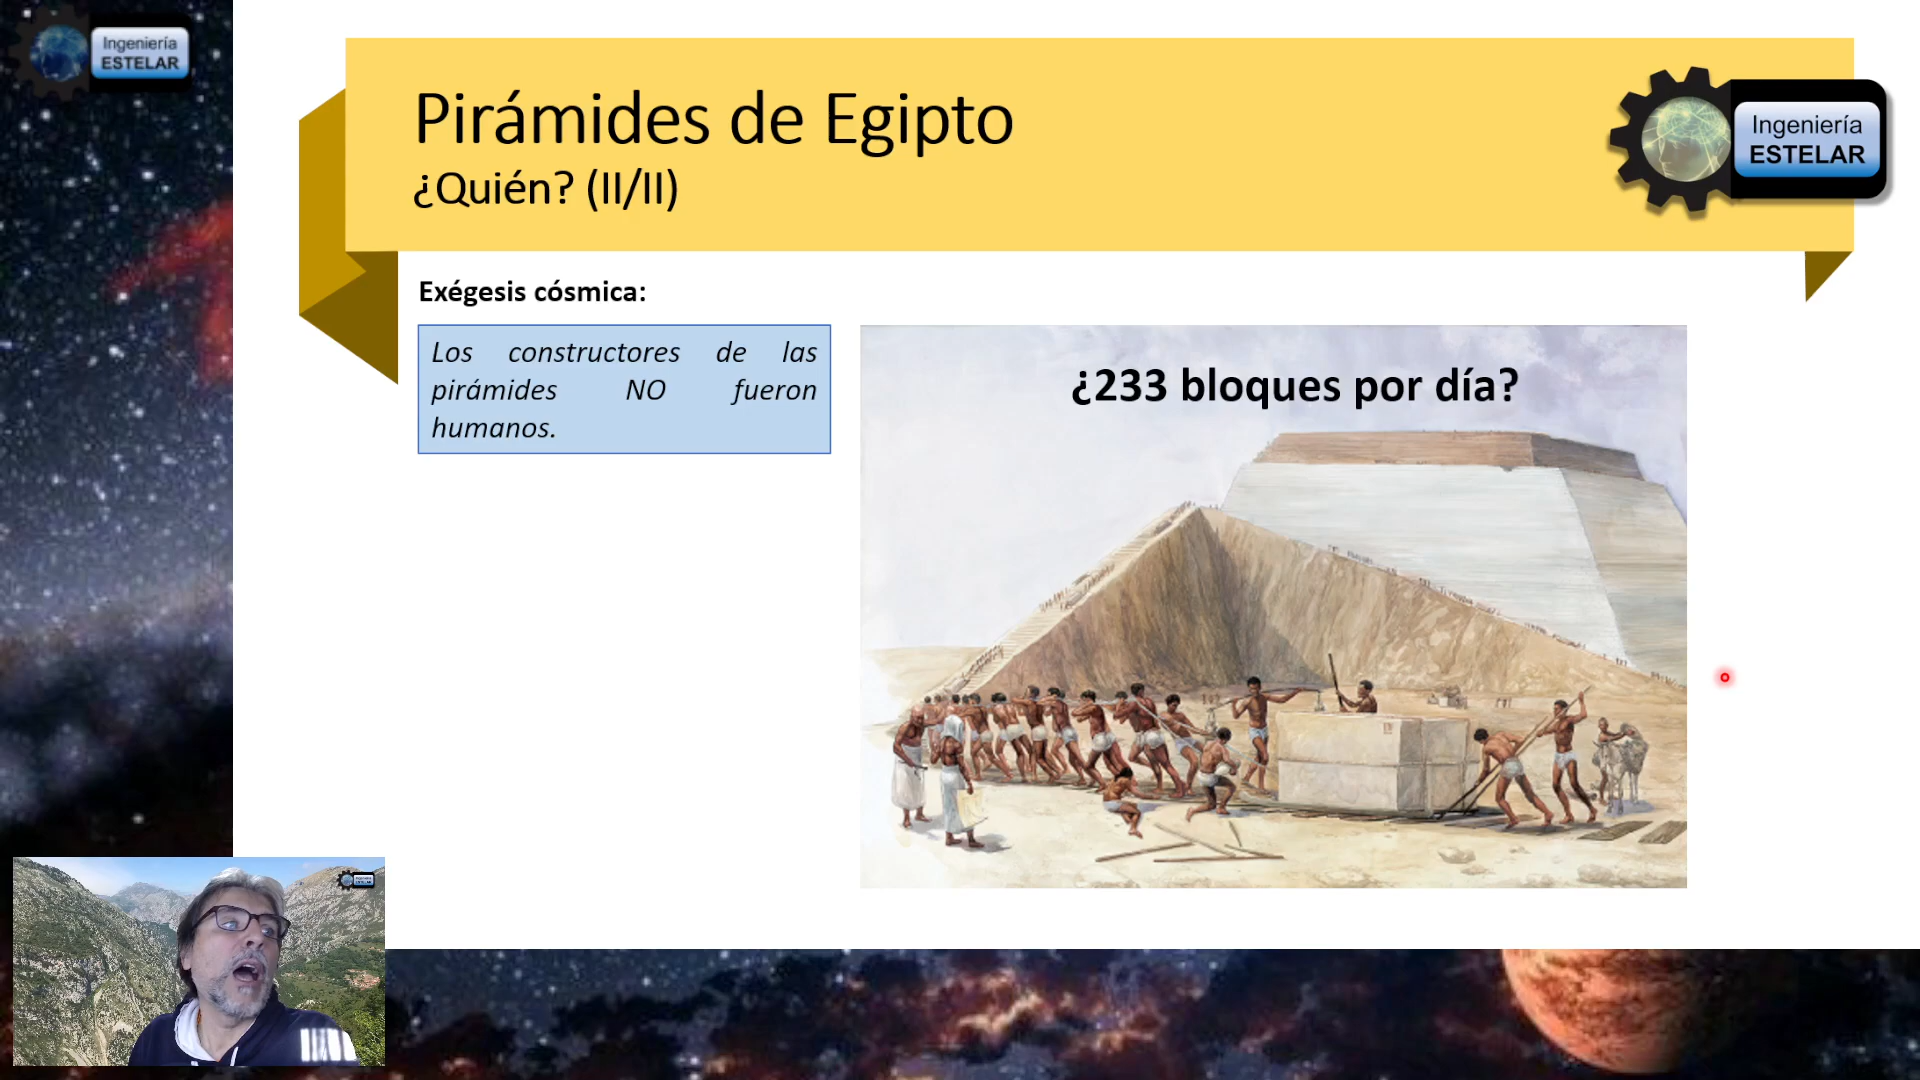 Ingeniería
ESTELAR
Pirámides de Egipto
¿Quién? (II/II)
Ingeniería
ESTELAR
Exégesis cósmica:
Los constructores de las
pirámides NO fueron
humanos.
¿233 bloques por día?